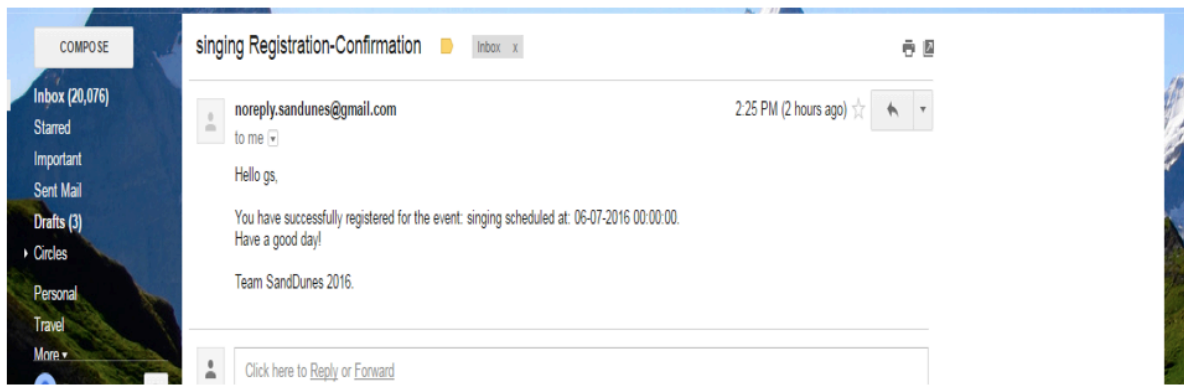 COMPOSE
Inbox (20,076)
Starred
Important
Sent Mail
Drafts (3)
Circles
Personal
Travel
More
singing Registration-Confirmation
Inbox x
noreply.sandunes@gmail.com
2:25 PM (2 hours ago)
to me
Hello gs,
You have successfully registered for the event: singing scheduled at: 06-07-2016 00:00:00.
Have a good day!
Team SandDunes 2016.
Click here to Reply or Forward